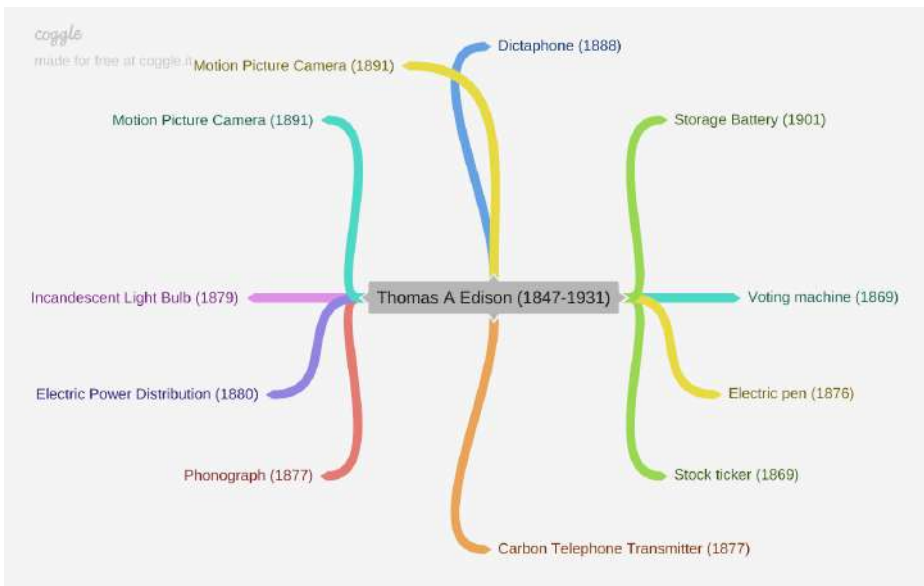 coggle
made for free at coggle.it
Dictaphone (1888)
Motion Picture Camera (1891)
Motion Picture Camera (1891)
Storage Battery (1901)
Incandescent Light Bulb (1879)
Thomas A Edison (1847-1931)
Voting machine (1869)
Electric Power Distribution (1880)
Electric pen (1876)
Phonograph (1877)
Stock ticker (1869)
Carbon Telephone Transmitter (1877)